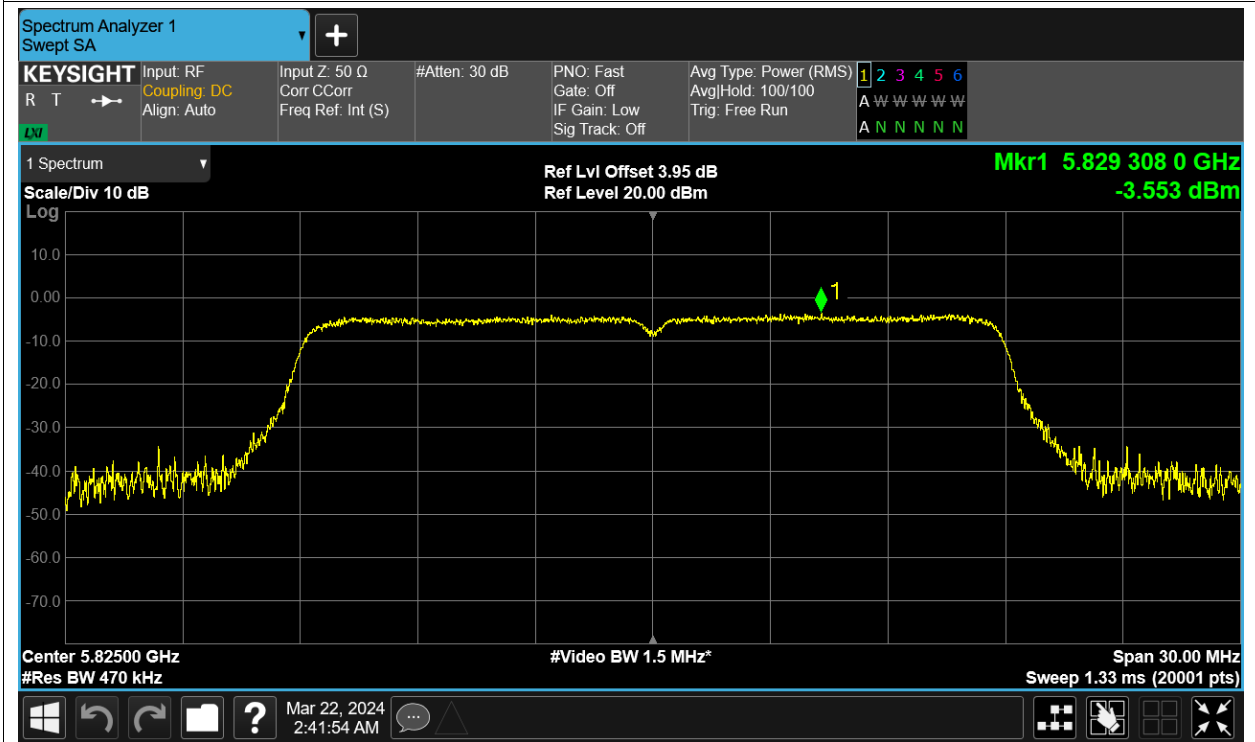 Spectrum Analyzer 1
Swept SA
+
KEYSIGHT
R T
LXI
Input: RF
Coupling: DC
Align: Auto
Input Z: 50 Ω
Corr CCorr
Freq Ref: Int (S)
#Atten: 30 dB
PNO: Fast
Gate: Off
IF Gain: Low
Sig Track: Off
Avg Type: Power (RMS)
Avg|Hold: 100/100
Trig: Free Run
1 2 3 4 5 6
A W W W W W
A N N N N N
1 Spectrum
Scale/Div 10 dB
Log
Ref Lvl Offset 3.95 dB
Ref Level 20.00 dBm
Mkr1 5.829 308 0 GHz
-3.553 dBm
10.0
0.00
-10.0
-20.0
-30.0
-40.0
-50.0
-60.0
-70.0
1
Center 5.82500 GHz
#Res BW 470 kHz
#Video BW 1.5 MHz*
Span 30.00 MHz
Sweep 1.33 ms (20001 pts)
?
Mar 22, 2024
2:41:54 AM